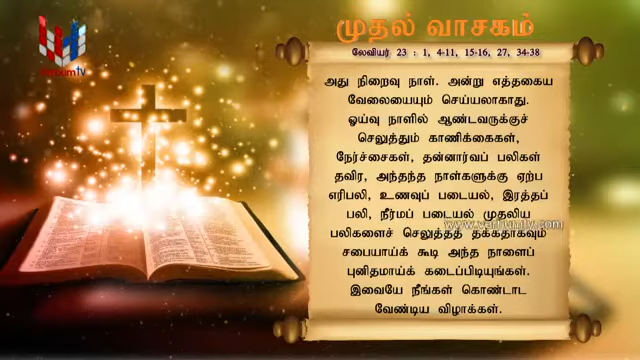 முதல் வாசகம்
லேவியர் 23 : 1, 4-11, 15-16, 27, 34-38
அது நிறைவு நாள். அன்று எத்தகைய
வேலையையும் செய்யலாகாது.
ஓய்வு நாளில் ஆண்டவருக்குச்
செலுத்தும் காணிக்கைகள்,
நேர்ச்சைகள், தன்னார்வப் பலிகள்
தவிர, அந்தந்த நாள்களுக்கு ஏற்ப
எரிபலி, உணவுப் படையல், இரத்தப்
பலி, நீர்மப் படையல் முதலிய
www.verbumtv.com
பலிகளைச் செலுத்தத் தக்கதாகவும்
சபையாய்க் கூடி அந்த நாளைப்
புனிதமாய்க் கடைப்பிடியுங்கள்.
இவையே நீங்கள் கொண்டாட
வேண்டிய விழாக்கள்.